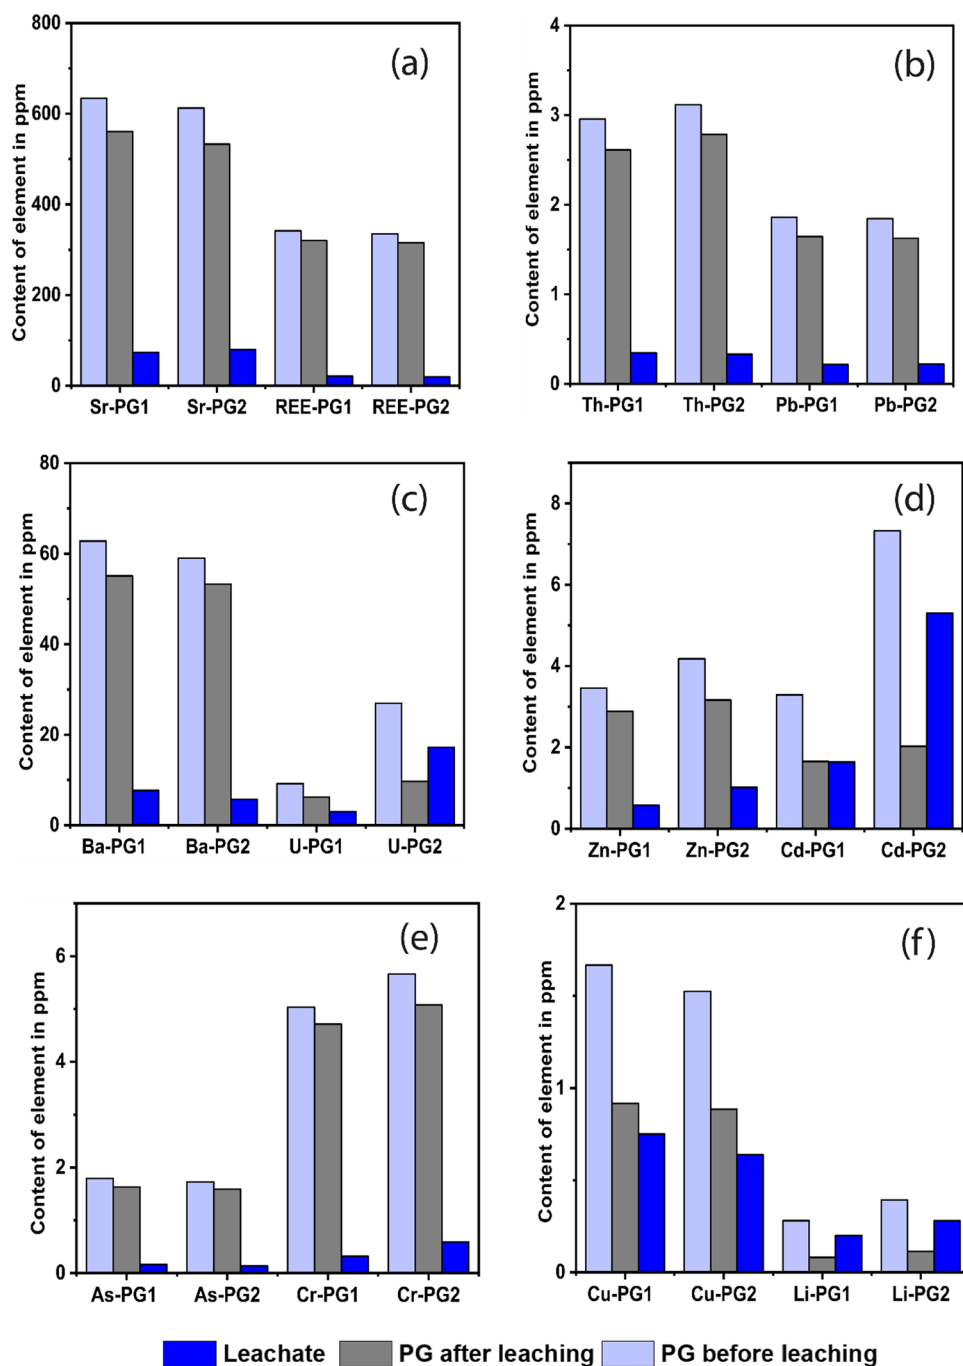 (a)
Content of element in ppm
800
600
400
200
0
Sr-PG1 Sr-PG2 REE-PG1 REE-PG2
(b)
Content of element in ppm
4
3
2
1
0
Th-PG1 Th-PG2 Pb-PG1 Pb-PG2
(c)
Content of element in ppm
80
60
40
20
0
Ba-PG1 Ba-PG2 U-PG1 U-PG2
(d)
Content of element in ppm
8
6
4
2
0
Zn-PG1 Zn-PG2 Cd-PG1 Cd-PG2
(e)
Content of element in ppm
6
4
2
0
As-PG1 As-PG2 Cr-PG1 Cr-PG2
(f)
Content of element in ppm
2
1
0
Cu-PG1 Cu-PG2 Li-PG1 Li-PG2
Leachate PG after leaching PG before leaching